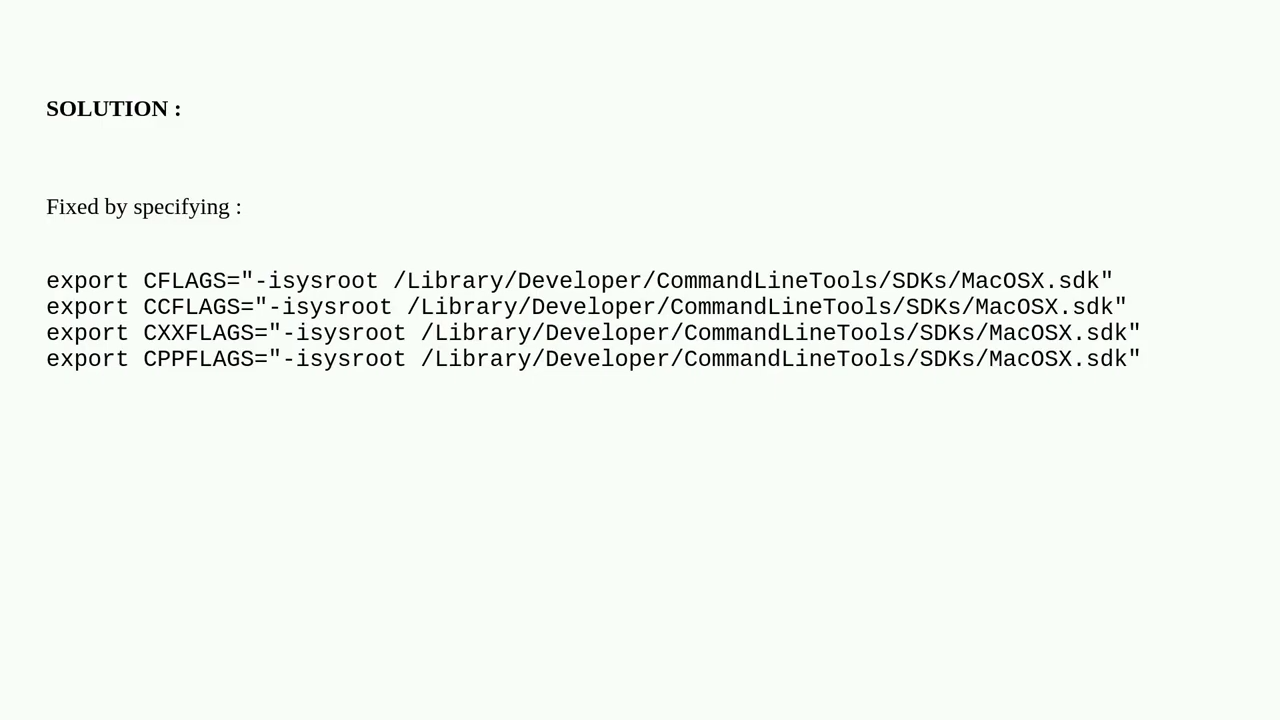 SOLUTION :
Fixed by specifying :
export CFLAGS="-isysroot /Library/Developer/CommandLineTools/SDKs/MacOSX.sdk"
export CCFLAGS="-isysroot /Library/Developer/CommandLineTools/SDKs/MacOSX.sdk"
export CXXFLAGS="-isysroot /Library/Developer/CommandLineTools/SDKs/MacOSX.sdk"
export CPPFLAGS="-isysroot /Library/Developer/CommandLineTools/SDKs/MacOSX.sdk"